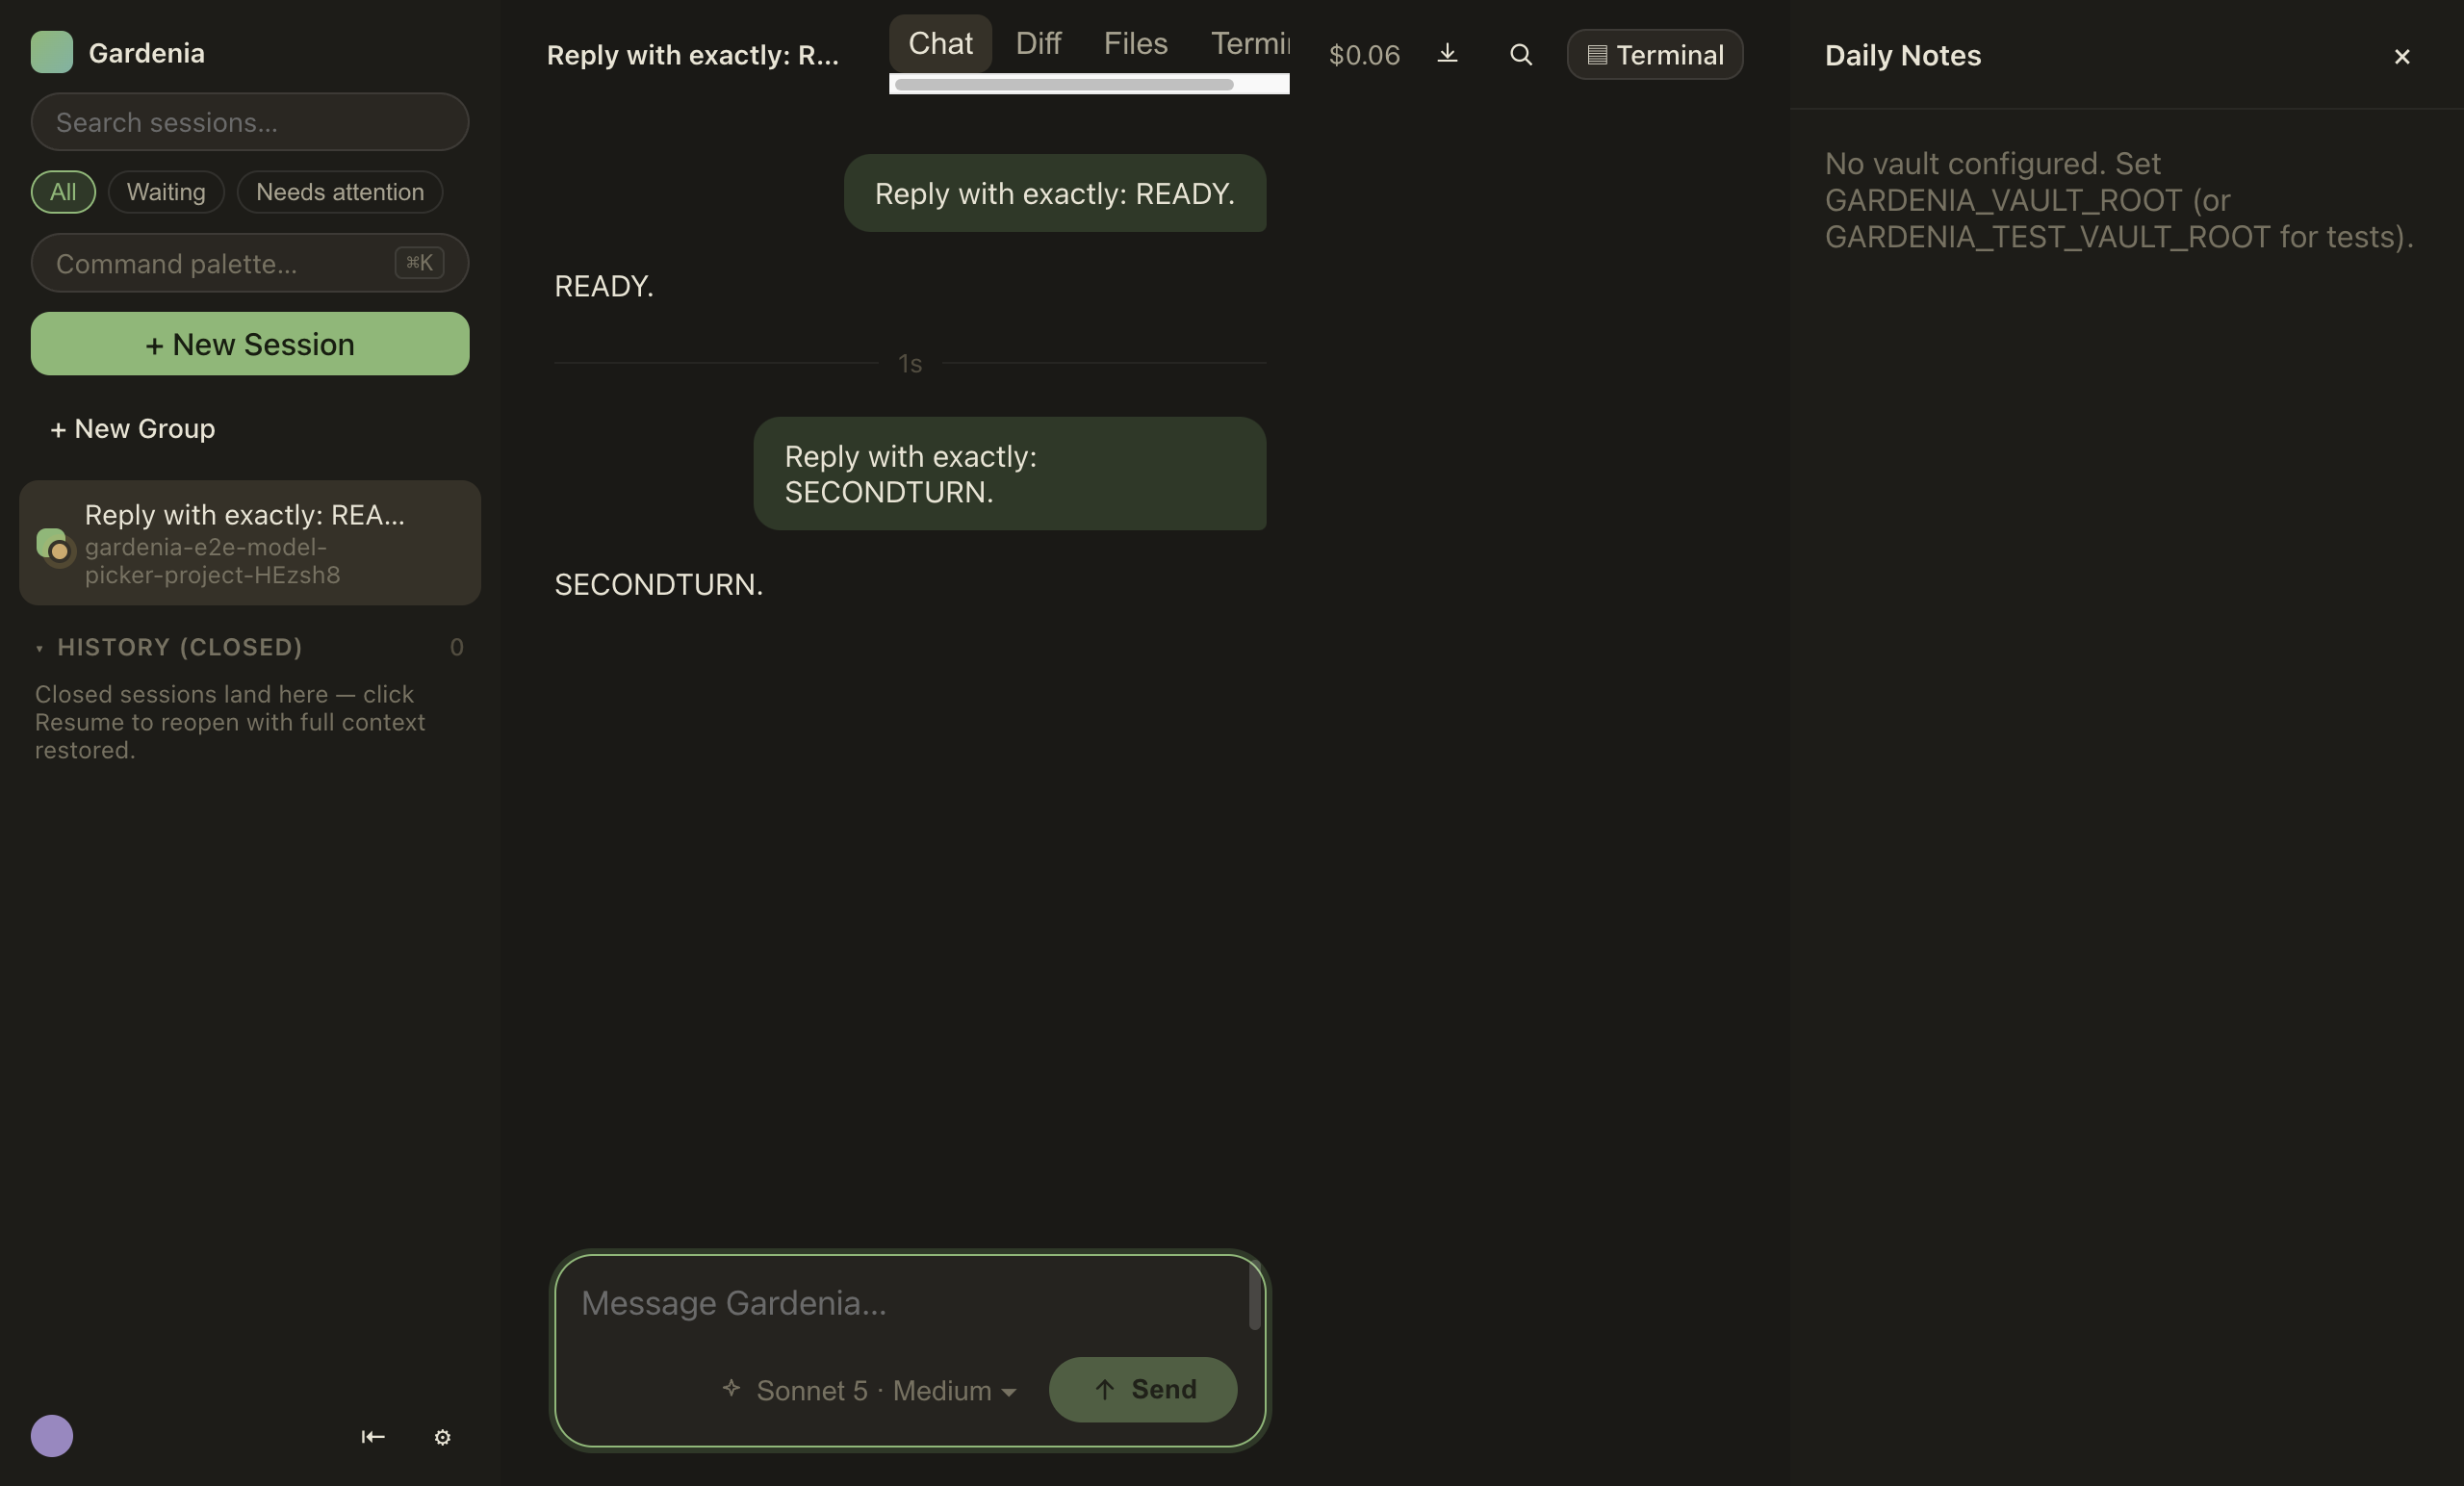 Gardenia
Search sessions...
All
Waiting
Needs attention
Command palette...
⌘K
+ New Session
+ New Group
Reply with exactly: REA...
gardenia-e2e-model-
picker-project-HEzsh8
HISTORY (CLOSED)
0
Closed sessions land here — click
Resume to reopen with full context
restored.
Reply with exactly: R...
Chat
Diff
Files
Termi
$0.06
Terminal
Reply with exactly: READY.
READY.
1s
Reply with exactly:
SECONDTURN.
SECONDTURN.
Message Gardenia...
Sonnet 5 · Medium
Send
Daily Notes
No vault configured. Set
GARDENIA_VAULT_ROOT (or
GARDENIA_TEST_VAULT_ROOT for tests).